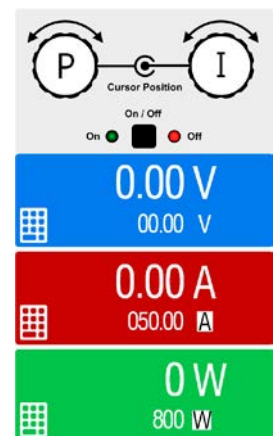 P I
Cursor Position
On / Off
On Off
0.00 V
00.00 V
0.00 A
050.00 A
0 W
800 W